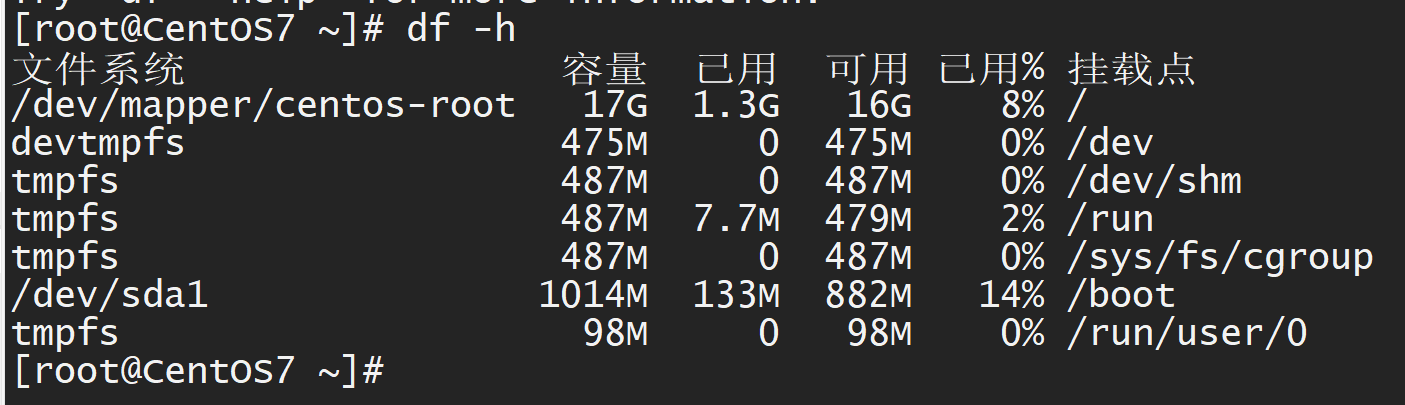 [root@CentOS7 ~]# df -h
文件系统 容量 已用 可用 已用% 挂载点
/dev/mapper/centos-root 17G 1.3G 16G 8% /
devtmpfs 475M 0 475M 0% /dev
tmpfs 487M 0 487M 0% /dev/shm
tmpfs 487M 7.7M 479M 2% /run
tmpfs 487M 0 487M 0% /sys/fs/cgroup
/dev/sda1 1014M 133M 882M 14% /boot
tmpfs 98M 0 98M 0% /run/user/0
[root@CentOS7 ~]#